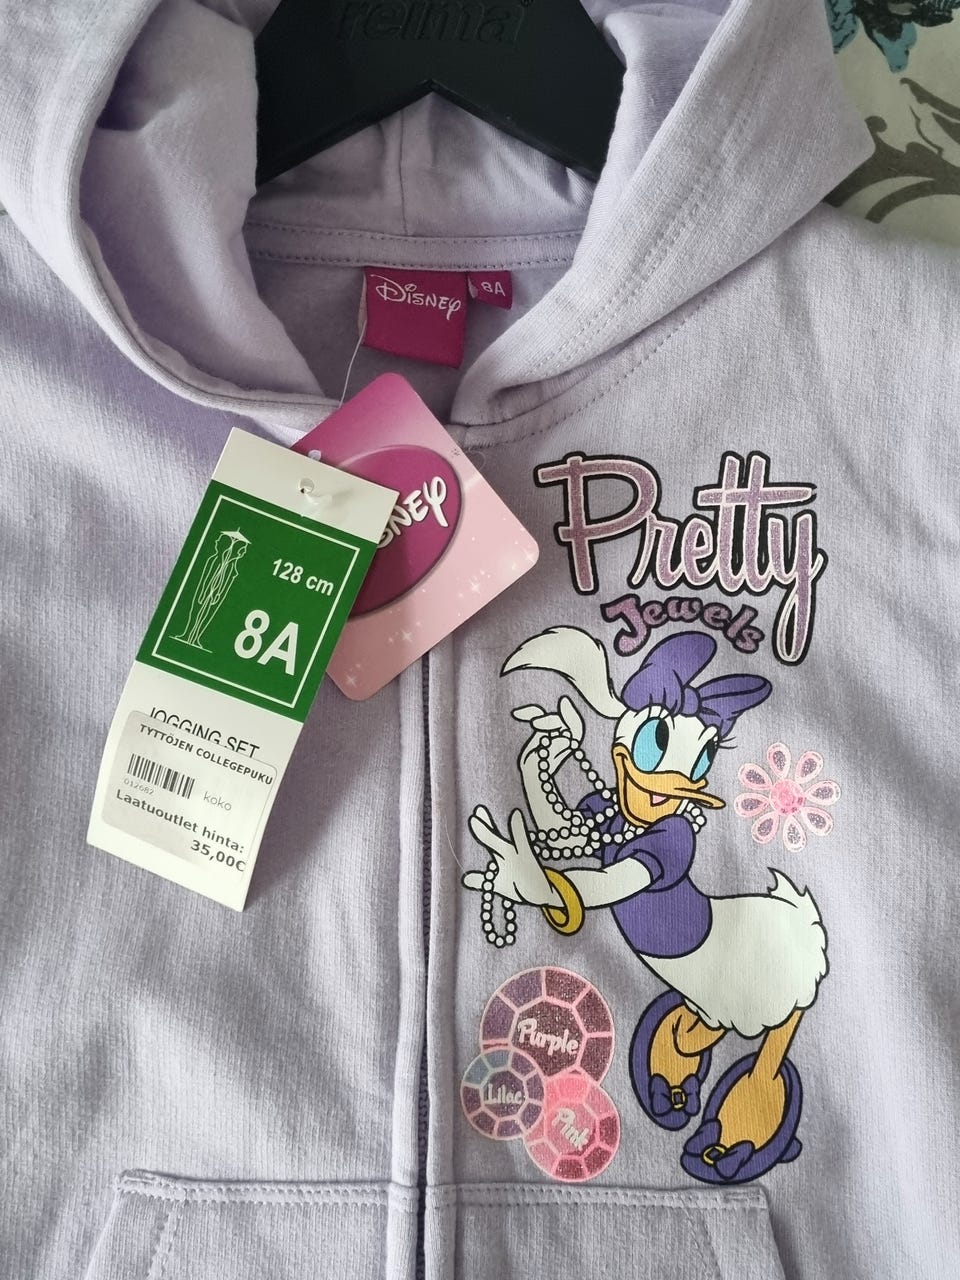 reima
Disney
8A
DISNEY
128 cm
8A
JOGGING SET
TYTTÖJEN COLLEGEPUKU
012682
koko
Laatuoutlet hinta:
35,00€
Pretty
Jewels
Purple
Lilac
Pink